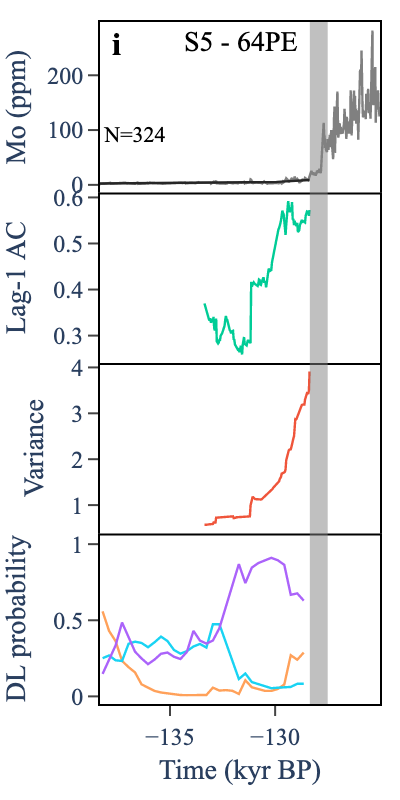 i
S5 - 64PE
Mo (ppm)
200
100
0
N=324
Lag-1 AC
0.6
0.5
0.4
0.3
Variance
4
3
2
1
DL probability
1
0.5
0
−135
−130
Time (kyr BP)